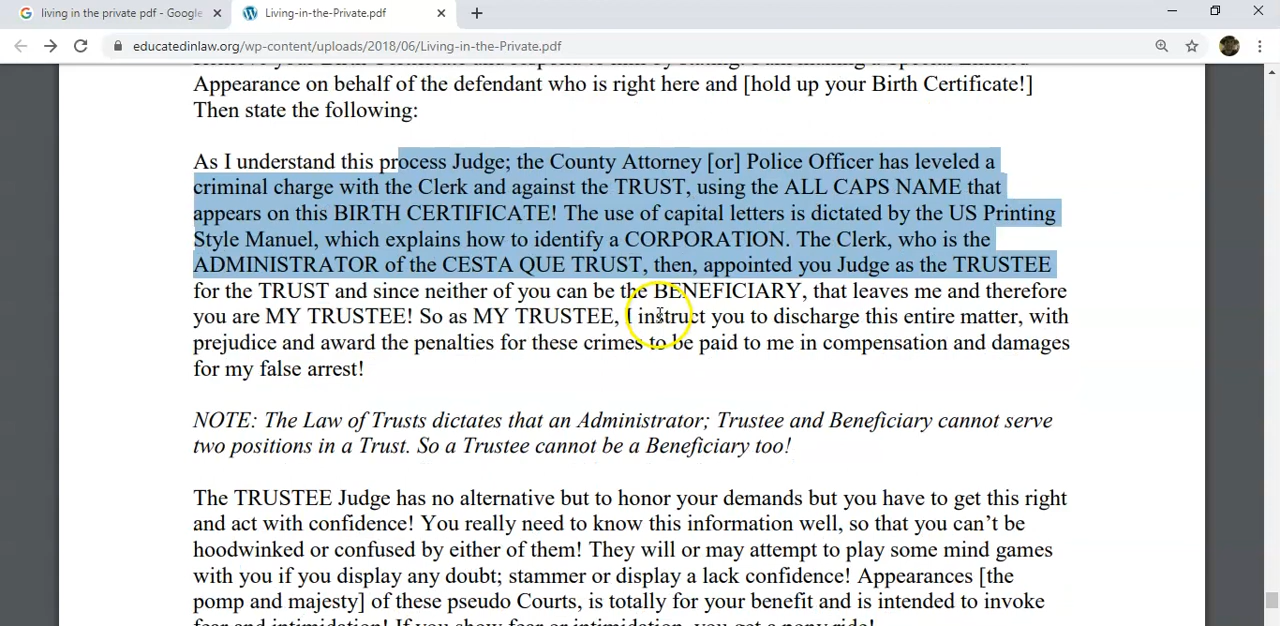 living in the private pdf - Google
Living-in-the-Private.pdf
educatedinlaw.org/wp-content/uploads/2018/06/Living-in-the-Private.pdf
Appearance on behalf of the defendant who is right here and [hold up your Birth Certificate!]
Then state the following:
As I understand this process Judge; the County Attorney [or] Police Officer has leveled a
criminal charge with the Clerk and against the TRUST, using the ALL CAPS NAME that
appears on this BIRTH CERTIFICATE! The use of capital letters is dictated by the US Printing
Style Manuel, which explains how to identify a CORPORATION. The Clerk, who is the
ADMINISTRATOR of the CESTA QUE TRUST, then, appointed you Judge as the TRUSTEE
for the TRUST and since neither of you can be the BENEFICIARY, that leaves me and therefore
you are MY TRUSTEE! So as MY TRUSTEE, I instruct you to discharge this entire matter, with
prejudice and award the penalties for these crimes to be paid to me in compensation and damages
for my false arrest!
NOTE: The Law of Trusts dictates that an Administrator; Trustee and Beneficiary cannot serve
two positions in a Trust. So a Trustee cannot be a Beneficiary too!
The TRUSTEE Judge has no alternative but to honor your demands but you have to get this right
and act with confidence! You really need to know this information well, so that you can't be
hoodwinked or confused by either of them! They will or may attempt to play some mind games
with you if you display any doubt; stammer or display a lack confidence! Appearances [the
pomp and majesty] of these pseudo Courts, is totally for your benefit and is intended to invoke
fear and intimidation! If you show fear or intimidation, you get a pony ride!